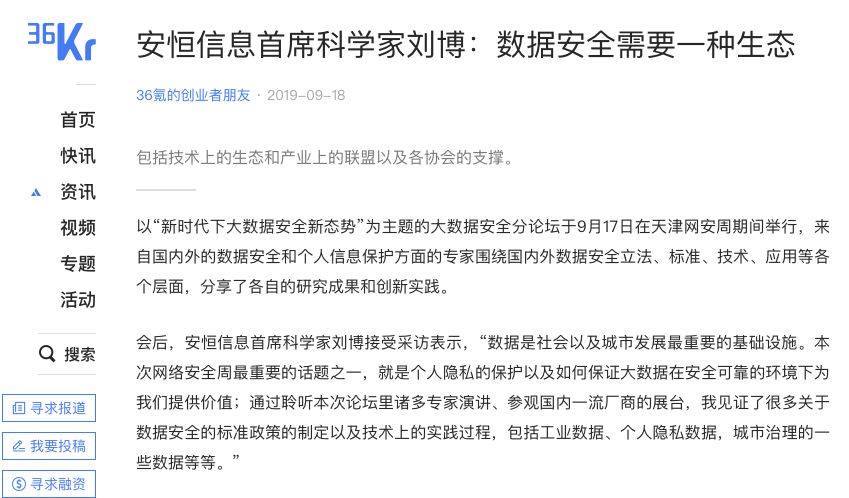 36Kr
首页
快讯
资讯
视频
专题
活动
搜索
寻求报道
我要投稿
寻求融资
安恒信息首席科学家刘博：数据安全需要一种生态
36氪的创业者朋友 · 2019-09-18
包括技术上的生态和产业上的联盟以及各协会的支撑。
以“新时代下大数据安全新态势”为主题的大数据安全分论坛于9月17日在天津网安周期间举行，来
自国内外的数据安全和个人信息保护方面的专家围绕国内外数据安全立法、标准、技术、应用等各
个层面，分享了各自的研究成果和创新实践。
会后，安恒信息首席科学家刘博接受采访表示，“数据是社会以及城市发展最重要的基础设施。本
次网络安全周最重要的话题之一，就是个人隐私的保护以及如何保证大数据在安全可靠的环境下为
我们提供价值；通过聆听本次论坛里诸多专家演讲、参观国内一流厂商的展台，我见证了很多关于
数据安全的标准政策的制定以及技术上的实践过程，包括工业数据、个人隐私数据，城市治理的一
些数据等等。”